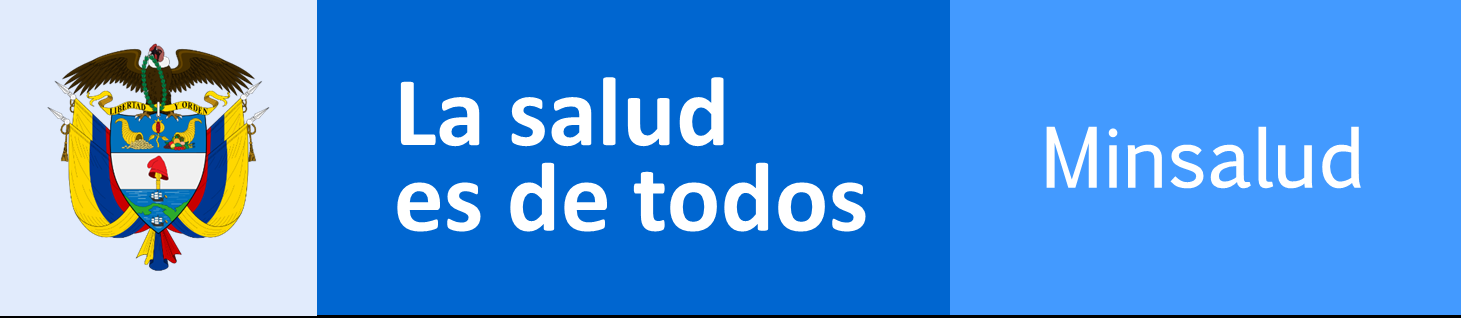 LIBERTAD Y ORDEN
La salud
es de todos
Minsalud